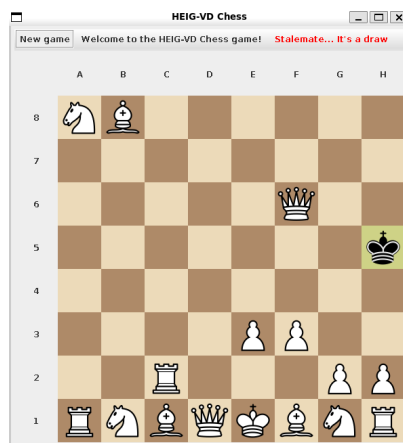 HEIG-VD Chess
New game Welcome to the HEIG-VD Chess game! Stalemate... It's a draw
A B C D E F G H
8
7
6
5
4
3
2
1